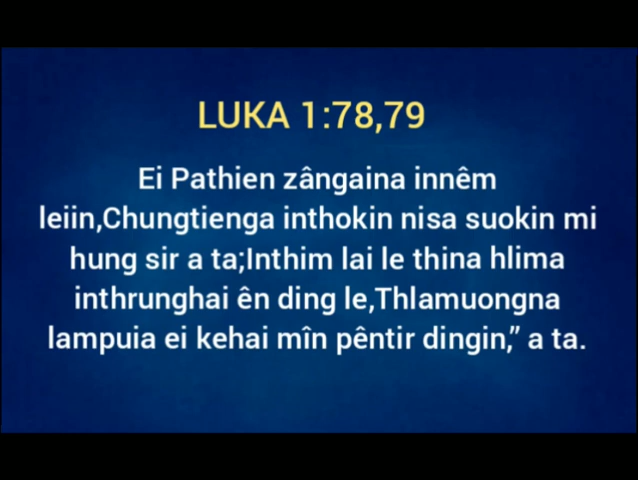 LUKA 1:78,79
Ei Pathien zângaina innêm
leiin,Chungtienga inthokin nisa suokin mi
hung sir a ta;Inthim lai le thina hlima
inthrunghai ên ding le,Thlamuongna
lampuia ei kehai mîn pêntir dingin,” a ta.